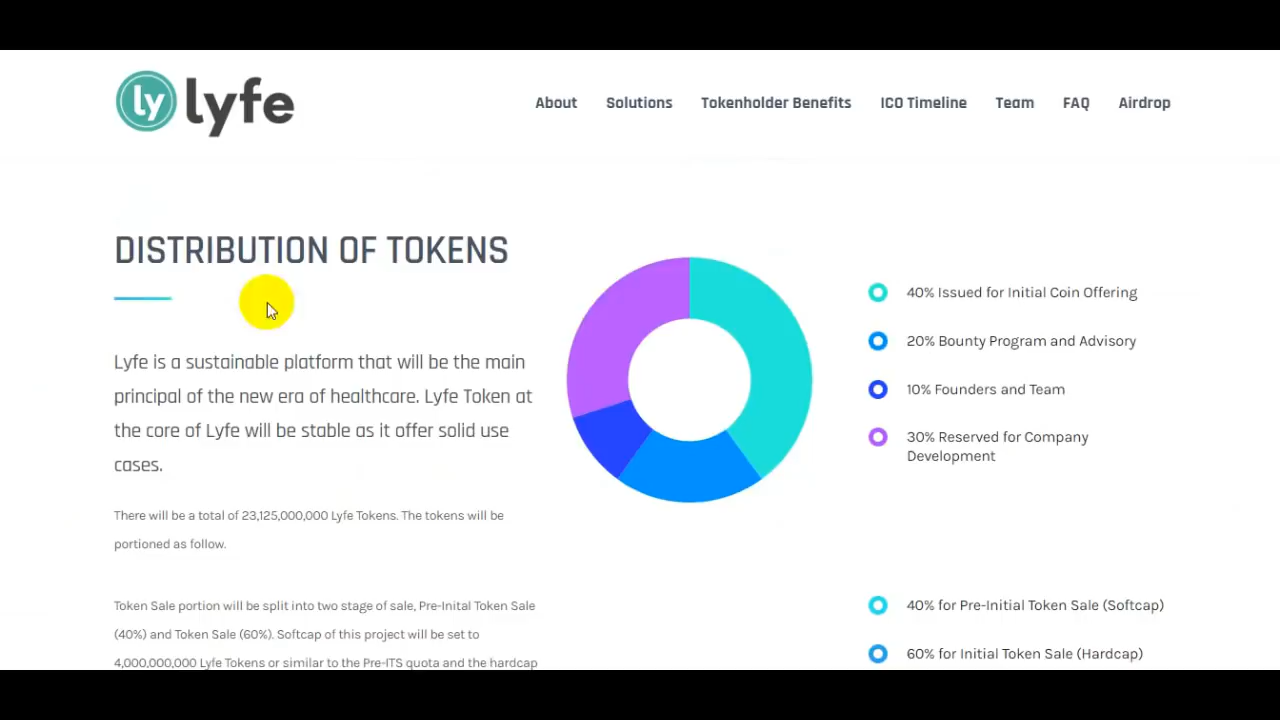 ly lyfe
About Solutions Tokenholder Benefits ICO Timeline Team FAQ Airdrop
DISTRIBUTION OF TOKENS
Lyfe is a sustainable platform that will be the main
principal of the new era of healthcare. Lyfe Token at
the core of Lyfe will be stable as it offer solid use
cases.
There will be a total of 23,125,000,000 Lyfe Tokens. The tokens will be
portioned as follow.
Token Sale portion will be split into two stage of sale, Pre-Inital Token Sale
(40%) and Token Sale (60%). Softcap of this project will be set to
4,000,000,000 Lyfe Tokens or similar to the Pre-ITS quota and the hardcap
40% Issued for Initial Coin Offering
20% Bounty Program and Advisory
10% Founders and Team
30% Reserved for Company
Development
40% for Pre-Initial Token Sale (Softcap)
60% for Initial Token Sale (Hardcap)